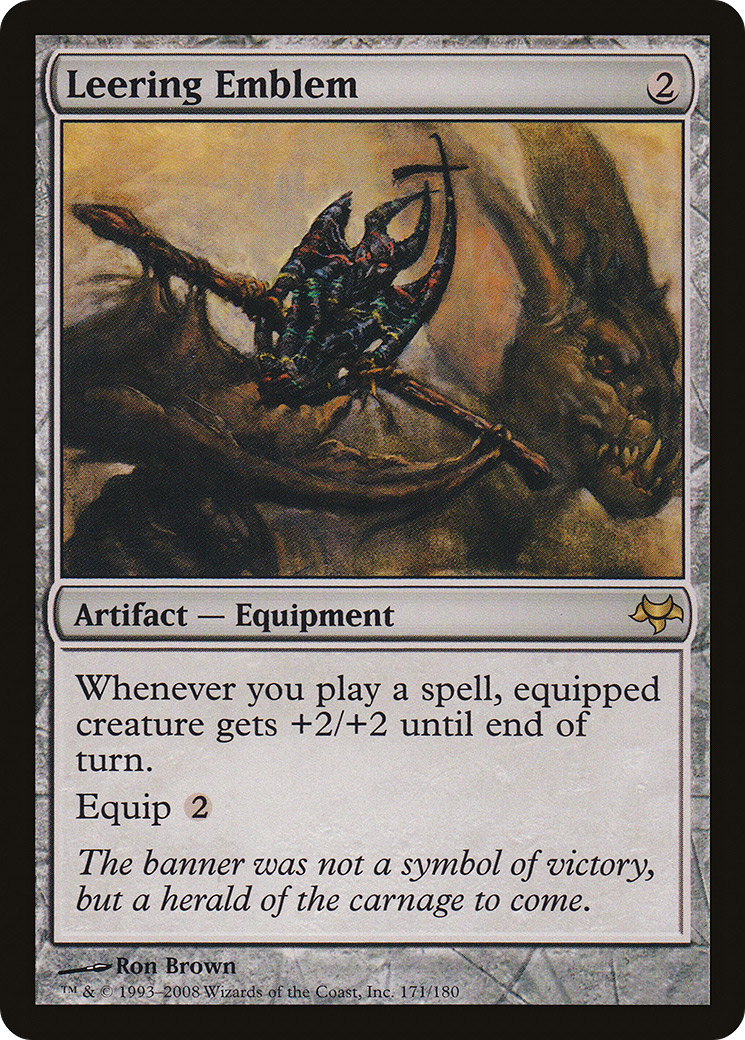 Leering Emblem 2
Artifact — Equipment
Whenever you play a spell, equipped
creature gets +2/+2 until end of
turn.
Equip 2
The banner was not a symbol of victory,
but a herald of the carnage to come.
Ron Brown
™ & © 1993–2008 Wizards of the Coast, Inc. 171/180